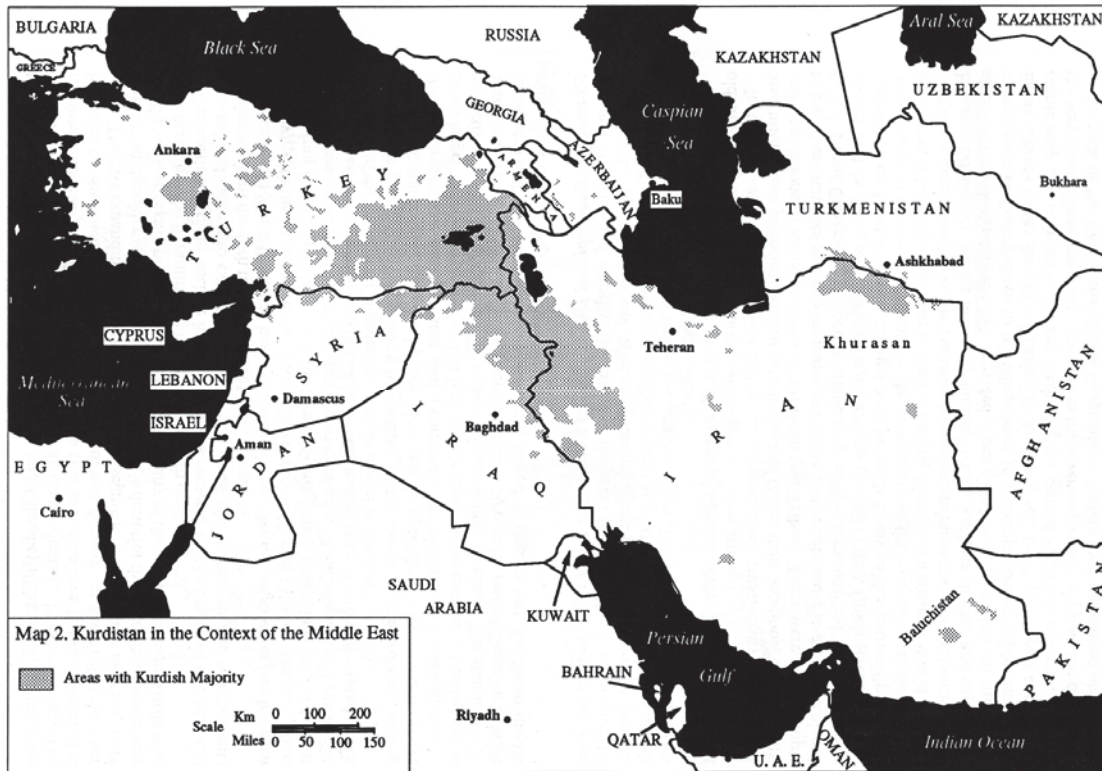 BULGARIA
Black Sea
RUSSIA
Aral Sea
KAZAKHSTAN
KAZAKHSTAN
GREECE
UZBEKISTAN
GEORGIA
Caspian
Sea
Ankara
ARMENIA
AZERBAIJAN
Baku
Bukhara
TURKEY
TURKMENISTAN
Ashkhabad
CYPRUS
Teheran
Khurasan
SYRIA
LEBANON
Mediterranean
Sea
Damascus
ISRAEL
IRAN
Baghdad
Aman
IRAQ
AFGHANISTAN
EGYPT
JORDAN
Cairo
SAUDI
ARABIA
KUWAIT
Baluchistan
PAKISTAN
Map 2. Kurdistan in the Context of the Middle East
Areas with Kurdish Majority
Persian
Gulf
BAHRAIN
Scale
Km 0 100 200
Miles 0 50 100 150
Riyadh
QATAR
U.A.E.
OMAN
Indian Ocean